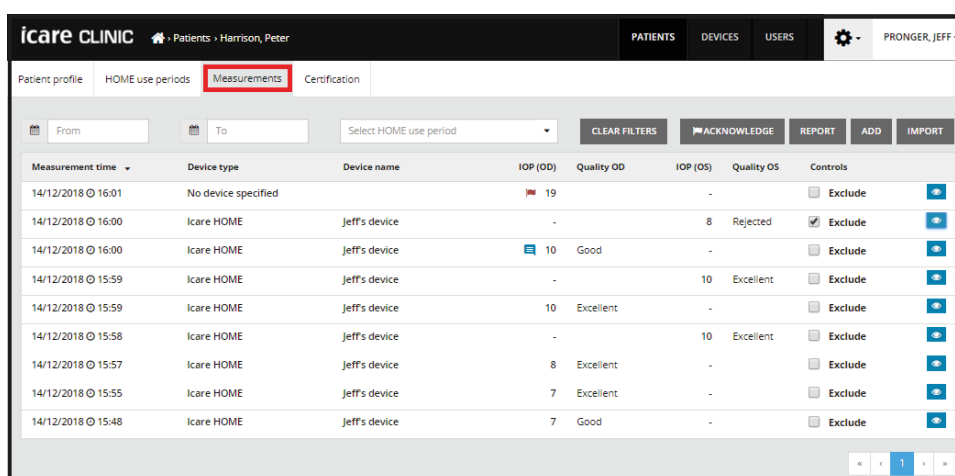 icare CLINIC › Patients › Harrison, Peter PATIENTS DEVICES USERS PRONGER, JEFF
Patient profile HOME use periods Measurements Certification
From To Select HOME use period CLEAR FILTERS ACKNOWLEDGE REPORT ADD IMPORT
Measurement time Device type Device name IOP (OD) Quality OD IOP (OS) Quality OS Controls
14/12/2018 16:01 No device specified 19 - Exclude
14/12/2018 16:00 Icare HOME Jeff's device - 8 Rejected Exclude
14/12/2018 16:00 Icare HOME Jeff's device 10 Good - Exclude
14/12/2018 15:59 Icare HOME Jeff's device - 10 Excellent Exclude
14/12/2018 15:59 Icare HOME Jeff's device 10 Excellent - Exclude
14/12/2018 15:58 Icare HOME Jeff's device - 10 Excellent Exclude
14/12/2018 15:57 Icare HOME Jeff's device 8 Excellent - Exclude
14/12/2018 15:55 Icare HOME Jeff's device 7 Excellent - Exclude
14/12/2018 15:48 Icare HOME Jeff's device 7 Good - Exclude
« ‹ 1 › »